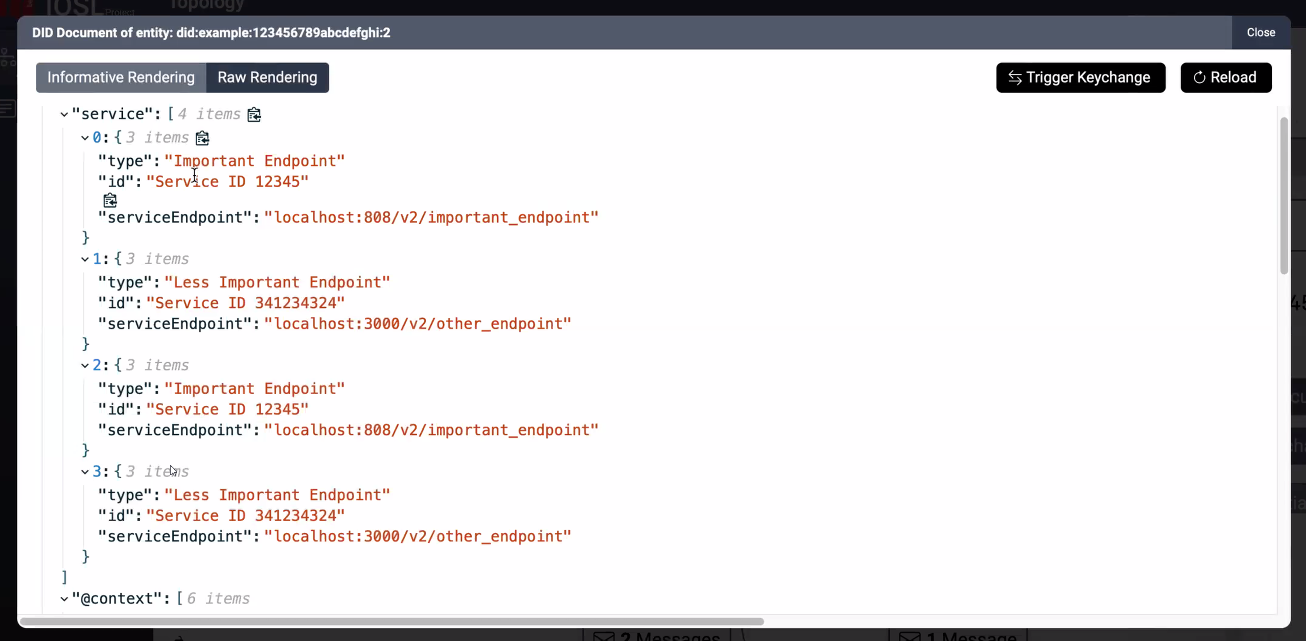 IOSL Project
Topology
DID Document of entity: did:example:123456789abcdefghi:2
Close
Informative Rendering
Raw Rendering
Trigger Keychange
Reload
"service": [ 4 items
0: { 3 items
"type": "Important Endpoint"
"id": "Service ID 12345"
"serviceEndpoint": "localhost:808/v2/important_endpoint"
}
1: { 3 items
"type": "Less Important Endpoint"
"id": "Service ID 341234324"
"serviceEndpoint": "localhost:3000/v2/other_endpoint"
}
2: { 3 items
"type": "Important Endpoint"
"id": "Service ID 12345"
"serviceEndpoint": "localhost:808/v2/important_endpoint"
}
3: { 3 items
"type": "Less Important Endpoint"
"id": "Service ID 341234324"
"serviceEndpoint": "localhost:3000/v2/other_endpoint"
}
]
"@context": [ 6 items
2 Messages
1 Message